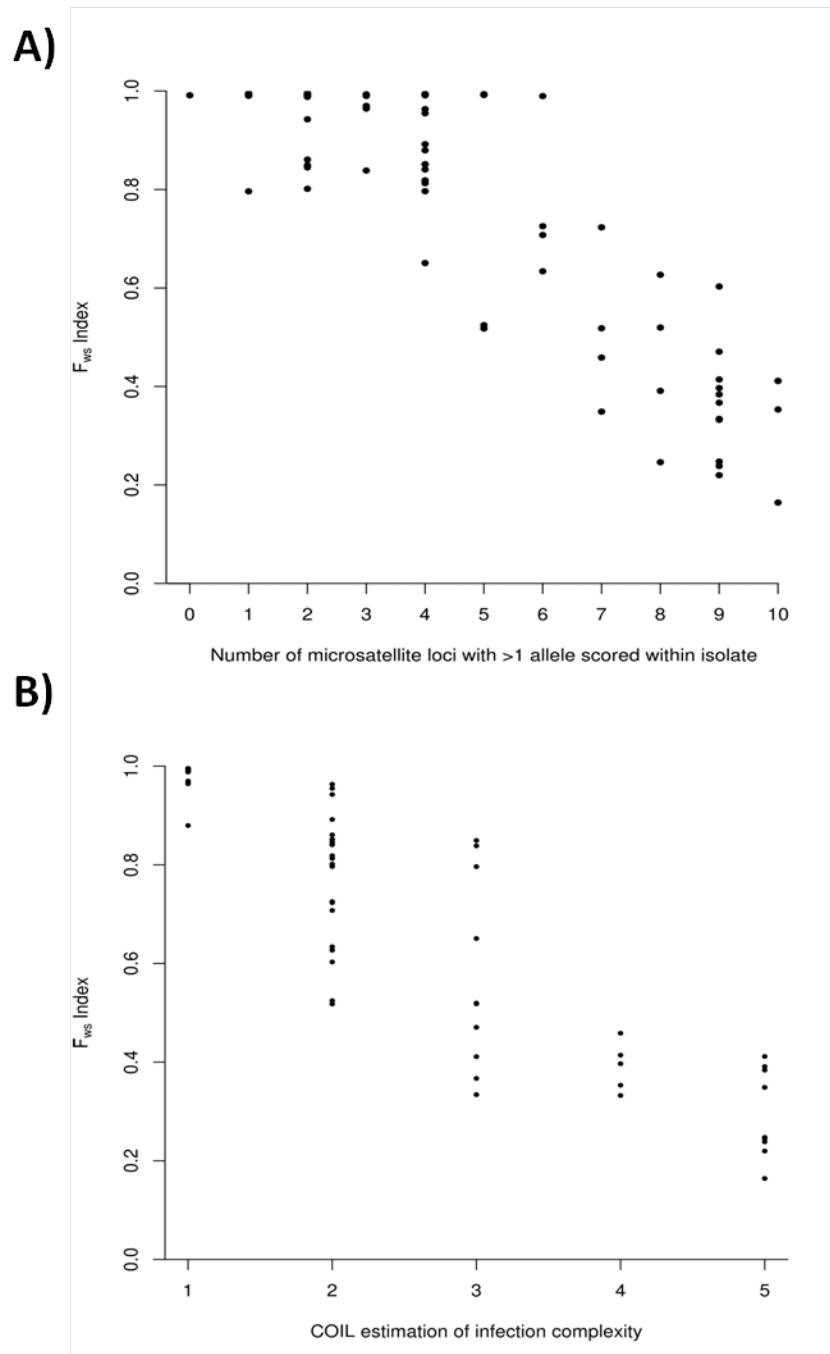 A)
1.0
0.8
0.6
0.4
0.2
0.0
Fws Index
0 1 2 3 4 5 6 7 8 9 10
Number of microsatellite loci with >1 allele scored within isolate
B)
1.0
0.8
0.6
0.4
0.2
0.0
Fws Index
1 2 3 4 5
COIL estimation of infection complexity